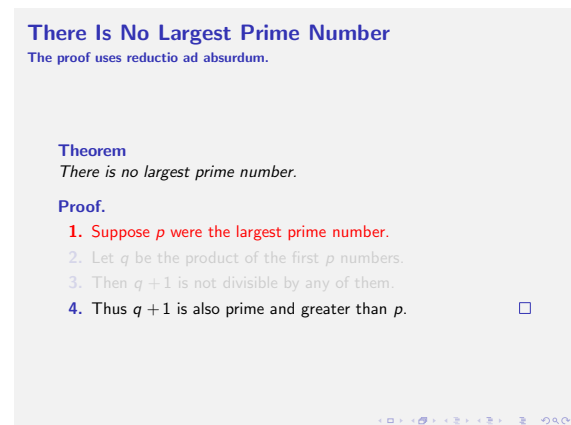 There Is No Largest Prime Number
The proof uses reductio ad absurdum.
Theorem
There is no largest prime number.
Proof.
1. Suppose p were the largest prime number.
2. Let q be the product of the first p numbers.
3. Then q + 1 is not divisible by any of them.
4. Thus q + 1 is also prime and greater than p. □